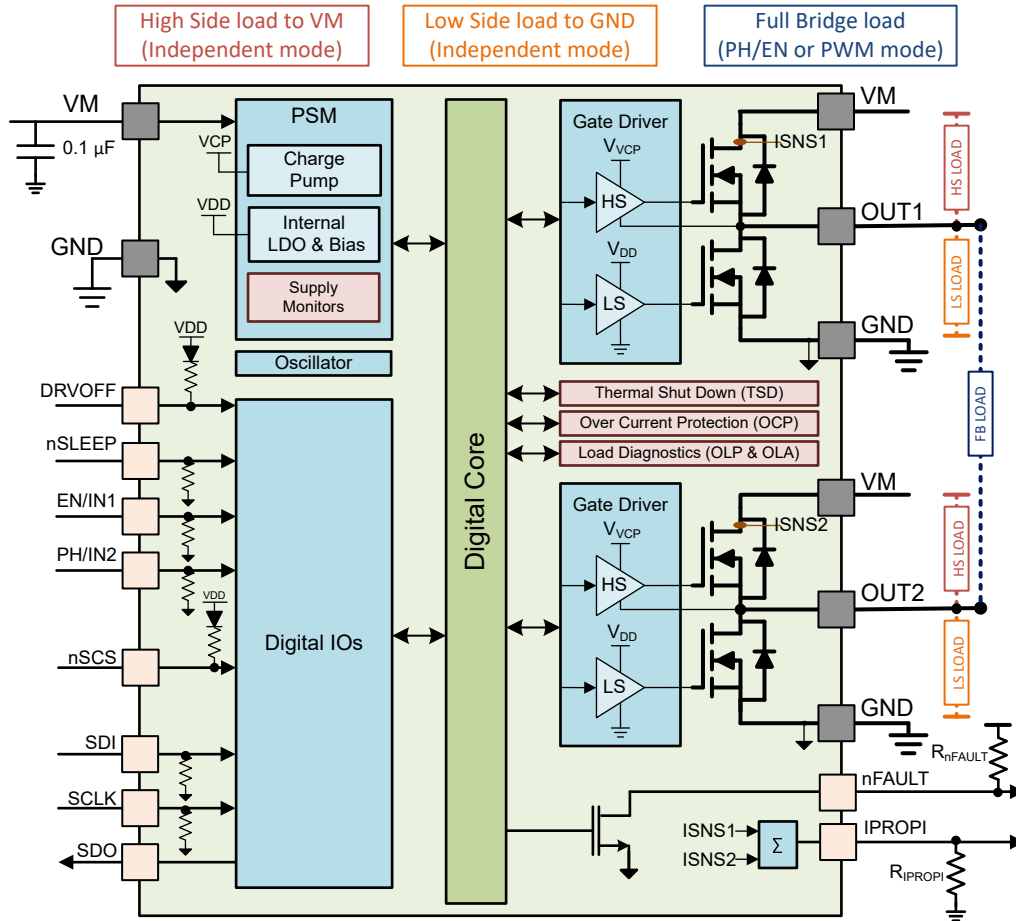 High Side load to VM
(Independent mode)
Low Side load to GND
(Independent mode)
Full Bridge load
(PH/EN or PWM mode)
VM
0.1 µF
GND
PSM
VCP
Charge
Pump
VDD
Internal
LDO & Bias
Supply
Monitors
Oscillator
VDD
DRVOFF
nSLEEP
EN/IN1
PH/IN2
VDD
nSCS
SDI
SCLK
SDO
Digital IOs
Digital Core
Gate Driver
VVCP
HS
VDD
LS
ISNS1
VM
OUT1
GND
HS LOAD
LS LOAD
FB LOAD
Thermal Shut Down (TSD)
Over Current Protection (OCP)
Load Diagnostics (OLP & OLA)
Gate Driver
VVCP
HS
VDD
LS
ISNS2
VM
OUT2
GND
HS LOAD
LS LOAD
RnFAULT
nFAULT
ISNS1
ISNS2
Σ
IPROPI
RIPROPI